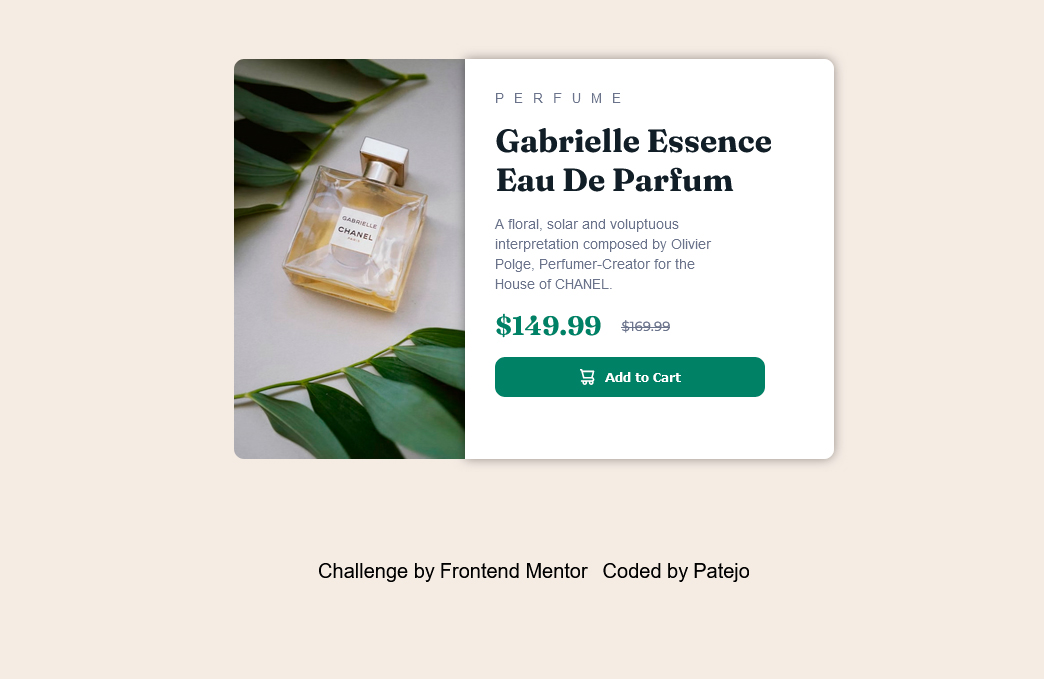 PERFUME
Gabrielle Essence
Eau De Parfum
A floral, solar and voluptuous
interpretation composed by Olivier
Polge, Perfumer-Creator for the
House of CHANEL.
$149.99 $169.99
Add to Cart
GABRIELLE
CHANEL
PARIS
Challenge by Frontend Mentor Coded by Patejo